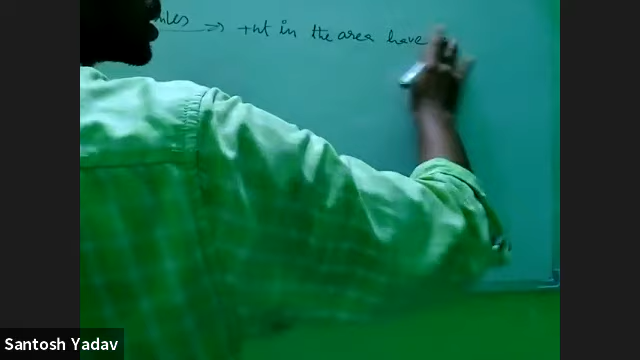 → +nt in the area have
Santosh Yadav